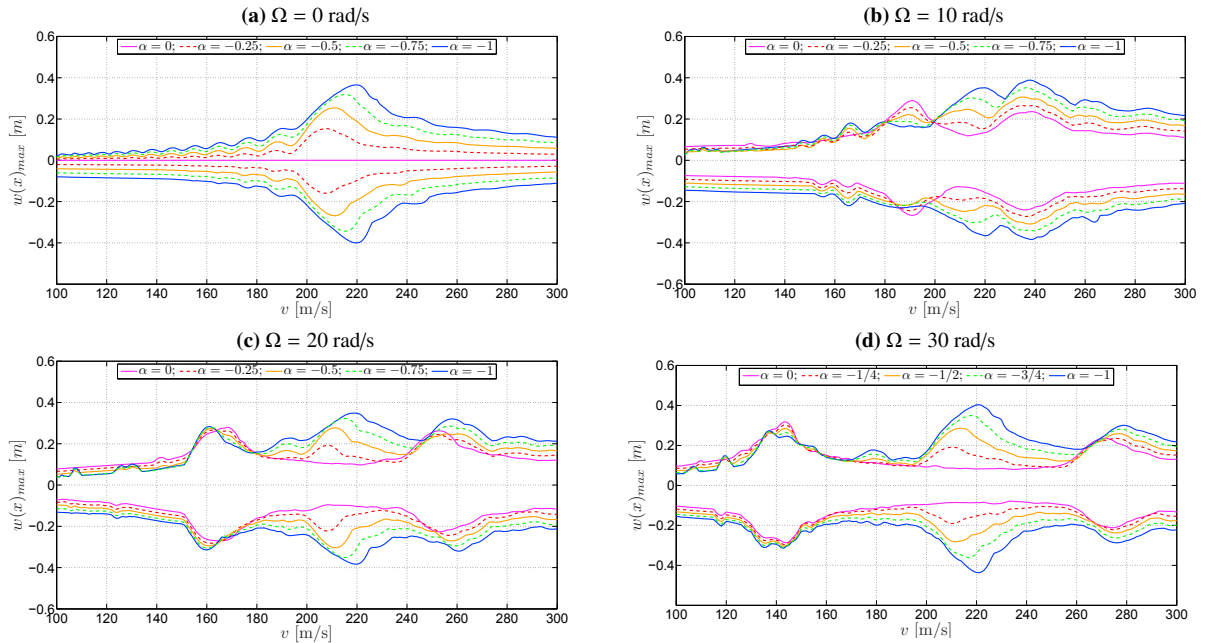 (a) Ω = 0 rad/s
α = 0; α = −0.25; α = −0.5; α = −0.75; α = −1
0.6
0.4
0.2
0
−0.2
−0.4
−0.6
w(x)max [m]
100 120 140 160 180 200 220 240 260 280 300
v [m/s]
(b) Ω = 10 rad/s
α = 0; α = −0.25; α = −0.5; α = −0.75; α = −1
0.6
0.4
0.2
0
−0.2
−0.4
−0.6
w(x)max [m]
100 120 140 160 180 200 220 240 260 280 300
v [m/s]
(c) Ω = 20 rad/s
α = 0; α = −0.25; α = −0.5; α = −0.75; α = −1
0.6
0.4
0.2
0
−0.2
−0.4
−0.6
w(x)max [m]
100 120 140 160 180 200 220 240 260 280 300
v [m/s]
(d) Ω = 30 rad/s
α = 0; α = −1/4; α = −1/2; α = −3/4; α = −1
0.6
0.4
0.2
0
−0.2
−0.4
−0.6
w(x)max [m]
100 120 140 160 180 200 220 240 260 280 300
v [m/s]